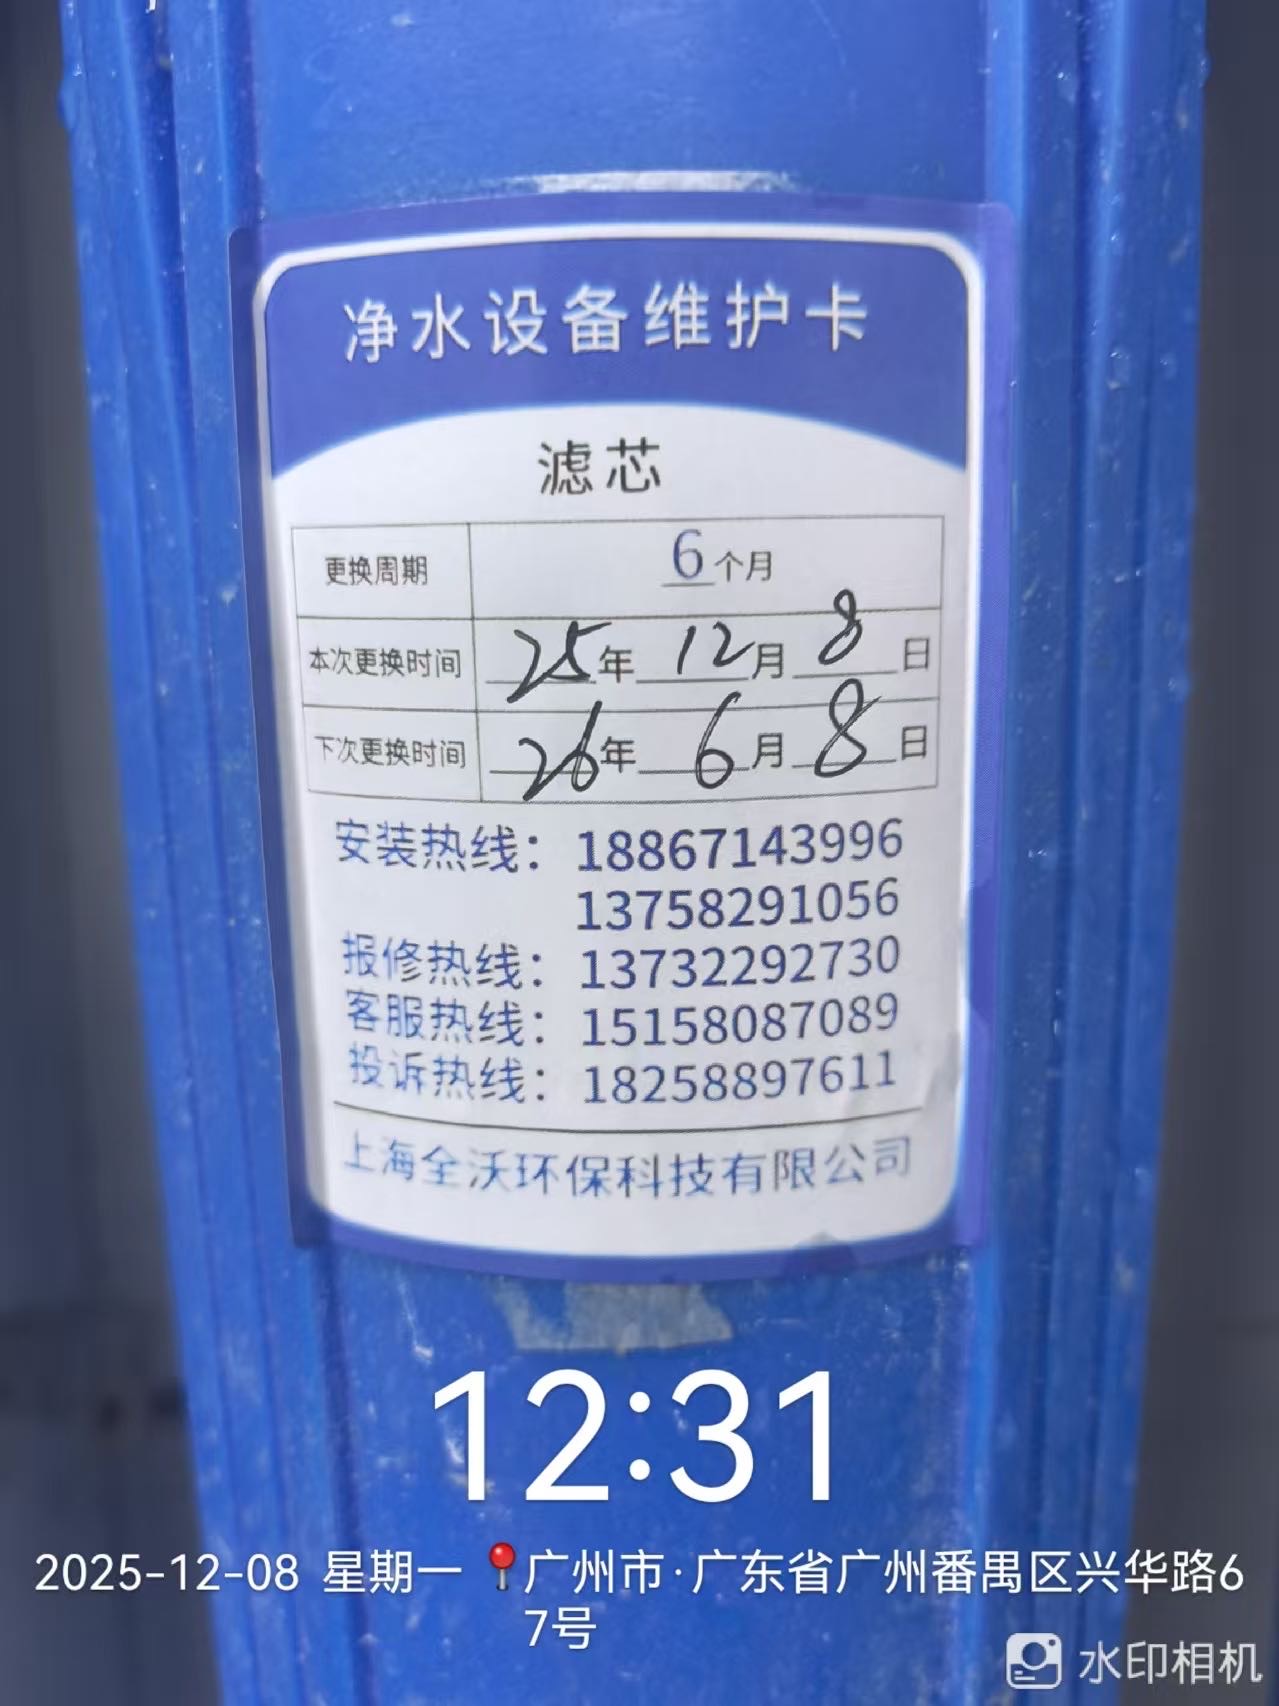 净水设备维护卡
滤芯
更换周期 6个月
本次更换时间 25年12月8日
下次更换时间 26年6月8日
安装热线：18867143996
13758291056
报修热线：13732292730
客服热线：15158087089
投诉热线：18258897611
上海全沃环保科技有限公司
12:31
2025-12-08 星期一 广州市·广东省广州番禺区兴华路6
7号
水印相机